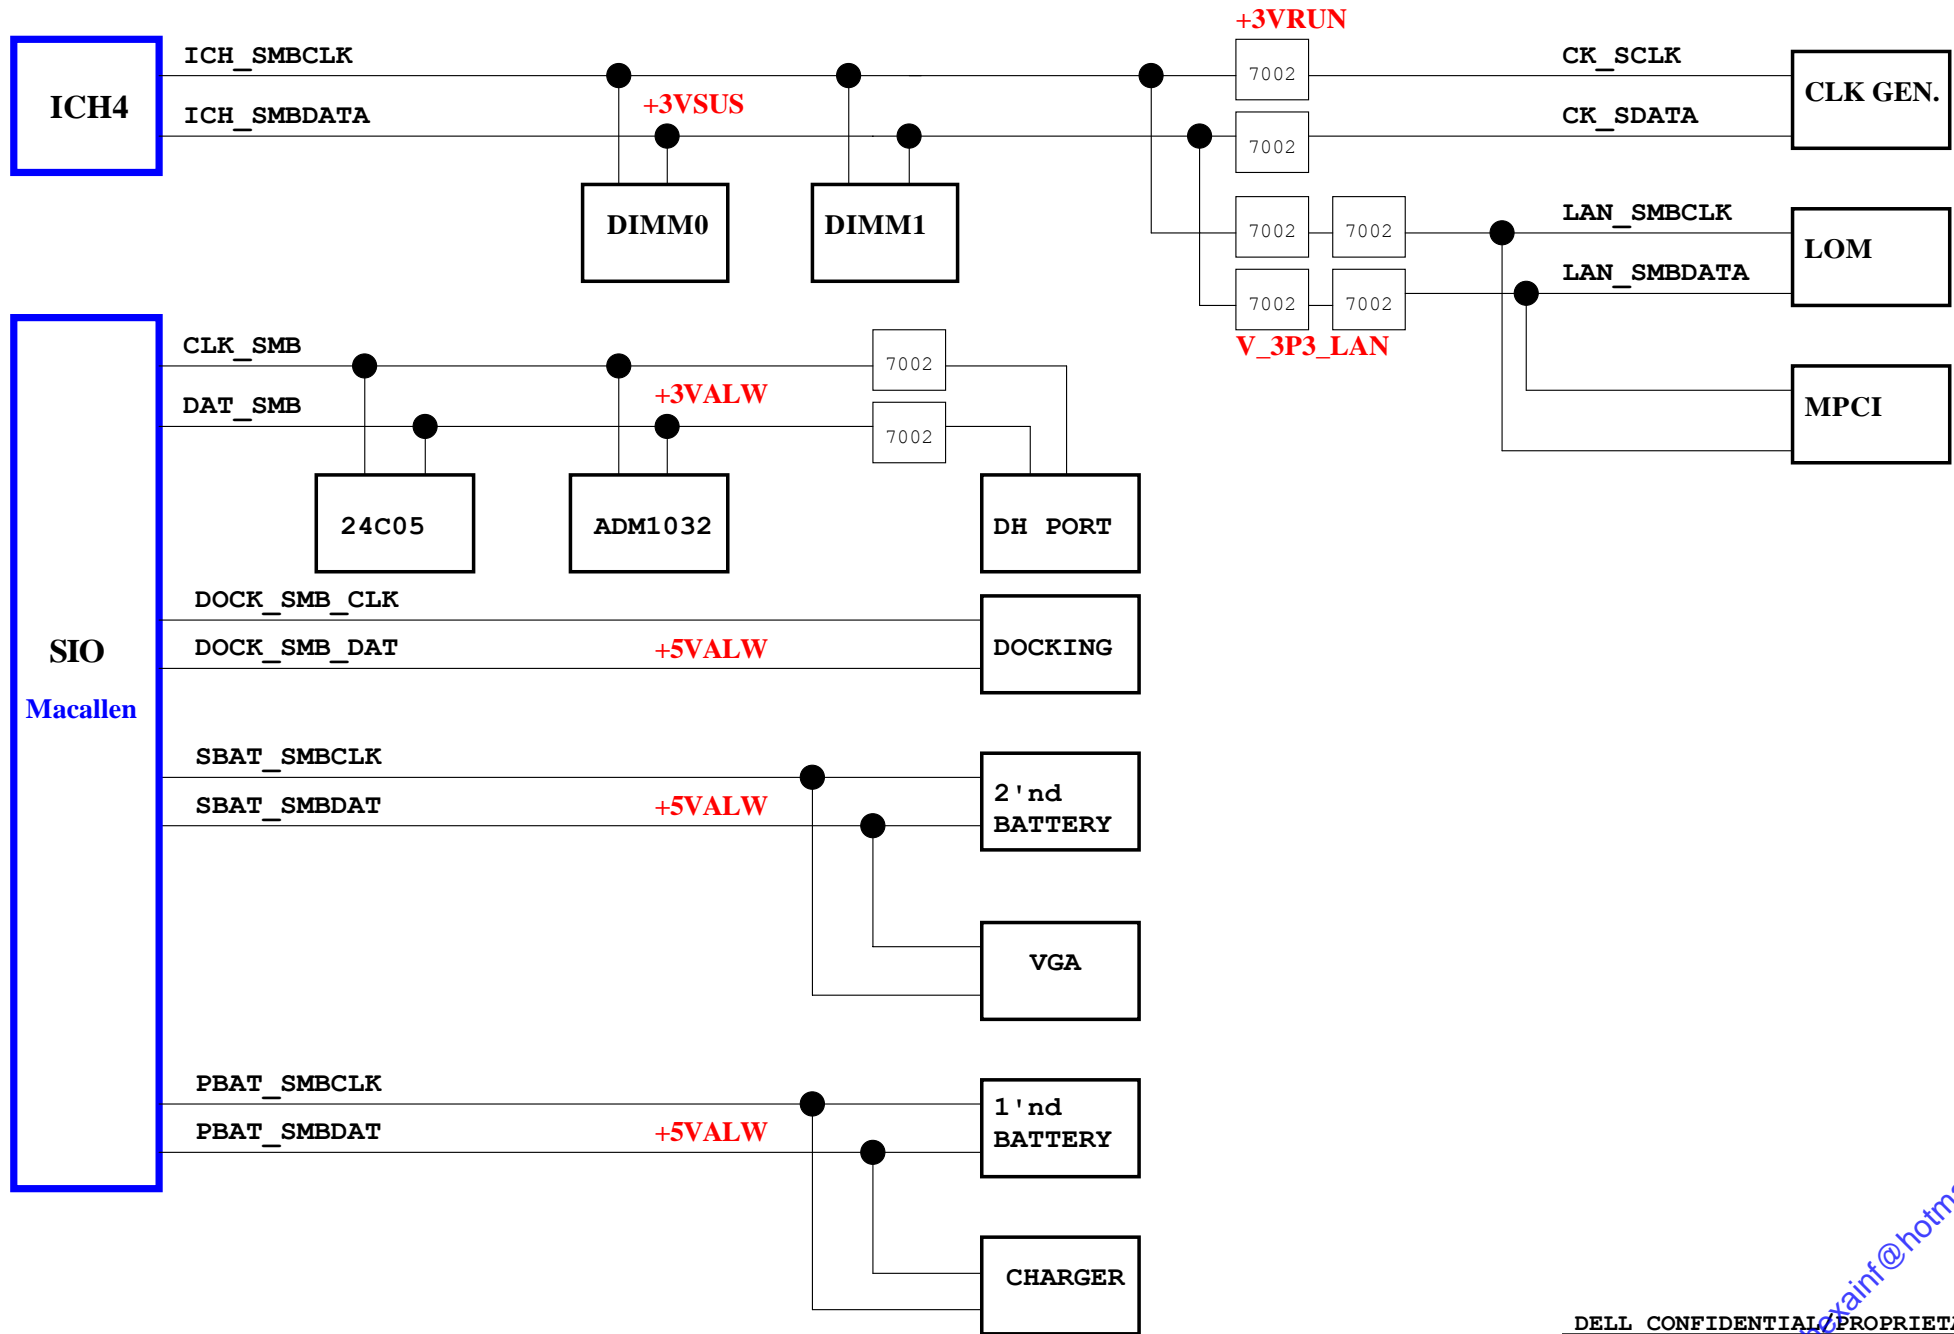 +3VRUN
ICH_SMBCLK
7002
CK_SCLK
ICH4
+3VSUS
CLK GEN.
ICH_SMBDATA
7002
CK_SDATA
DIMM0
DIMM1
7002
7002
LAN_SMBCLK
LOM
LAN_SMBDATA
7002
7002
V_3P3_LAN
CLK_SMB
7002
+3VALW
DAT_SMB
7002
MPCI
24C05
ADM1032
DH PORT
DOCK_SMB_CLK
SIO
DOCK_SMB_DAT
+5VALW
DOCKING
Macallen
SBAT_SMBCLK
2'nd
BATTERY
SBAT_SMBDAT
+5VALW
VGA
PBAT_SMBCLK
1'nd
BATTERY
PBAT_SMBDAT
+5VALW
CHARGER
DELL CONFIDENTIAL/PROPRIETA